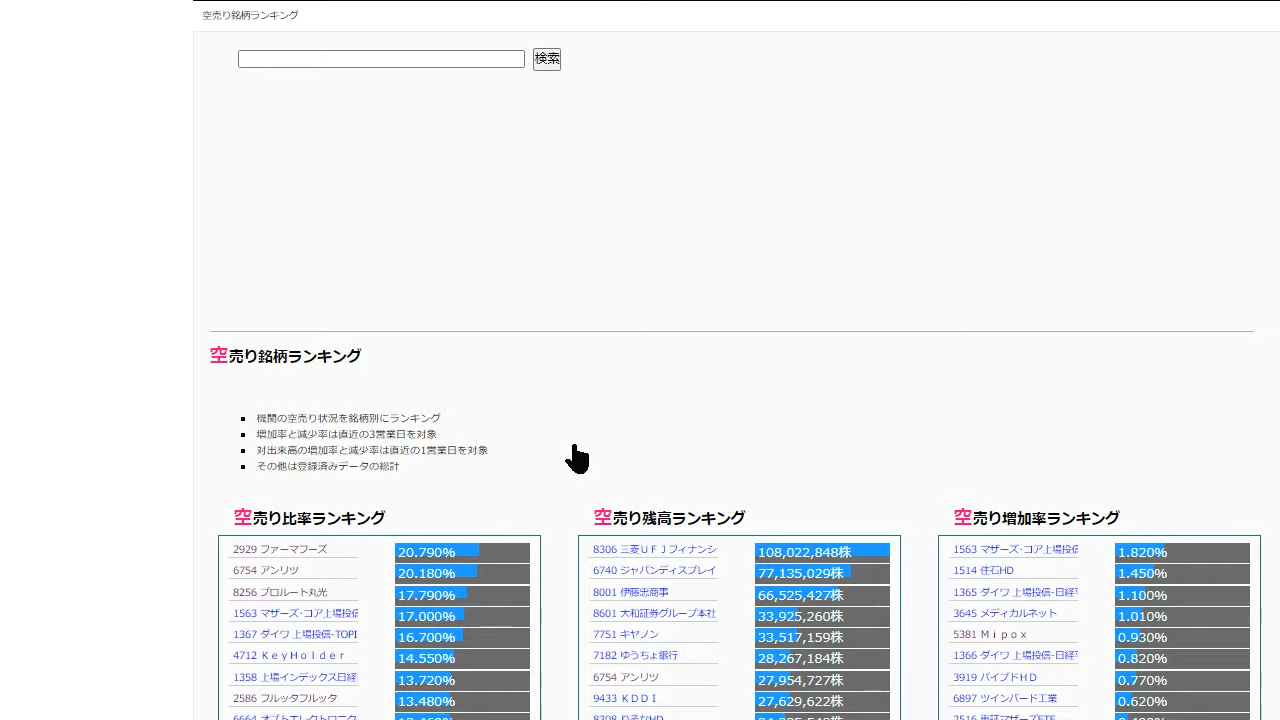 空売り銘柄ランキング
検索
空売り銘柄ランキング
機関の空売り状況を銘柄別にランキング
増加率と減少率は直近の3営業日を対象
対出来高の増加率と減少率は直近の1営業日を対象
その他は登録済みデータの総計
空売り比率ランキング
2929 ファーマフーズ 20.790%
6754 アンリツ 20.180%
8256 プロルート丸光 17.790%
1563 マザーズ･コア上場投信 17.000%
1367 ダイワ 上場投信-TOPI 16.700%
4712 ＫｅｙＨｏｌｄｅｒ 14.550%
1358 上場インデックス日経 13.720%
2586 フルッタフルッタ 13.480%
空売り残高ランキング
8306 三菱ＵＦＪフィナンシ 108,022,848株
6740 ジャパンディスプレイ 77,135,029株
8001 伊藤忠商事 66,525,427株
8601 大和証券グループ本社 33,925,260株
7751 キヤノン 33,517,159株
7182 ゆうちょ銀行 28,267,184株
6754 アンリツ 27,954,727株
9433 ＫＤＤＩ 27,629,622株
空売り増加率ランキング
1563 マザーズ･コア上場投信 1.820%
1514 住石HD 1.450%
1365 ダイワ 上場投信-日経 1.100%
3645 メディカルネット 1.010%
5381 Ｍｉｐｏｘ 0.930%
1366 ダイワ 上場投信-日経 0.820%
3919 パイプドＨＤ 0.770%
6897 ツインバード工業 0.620%